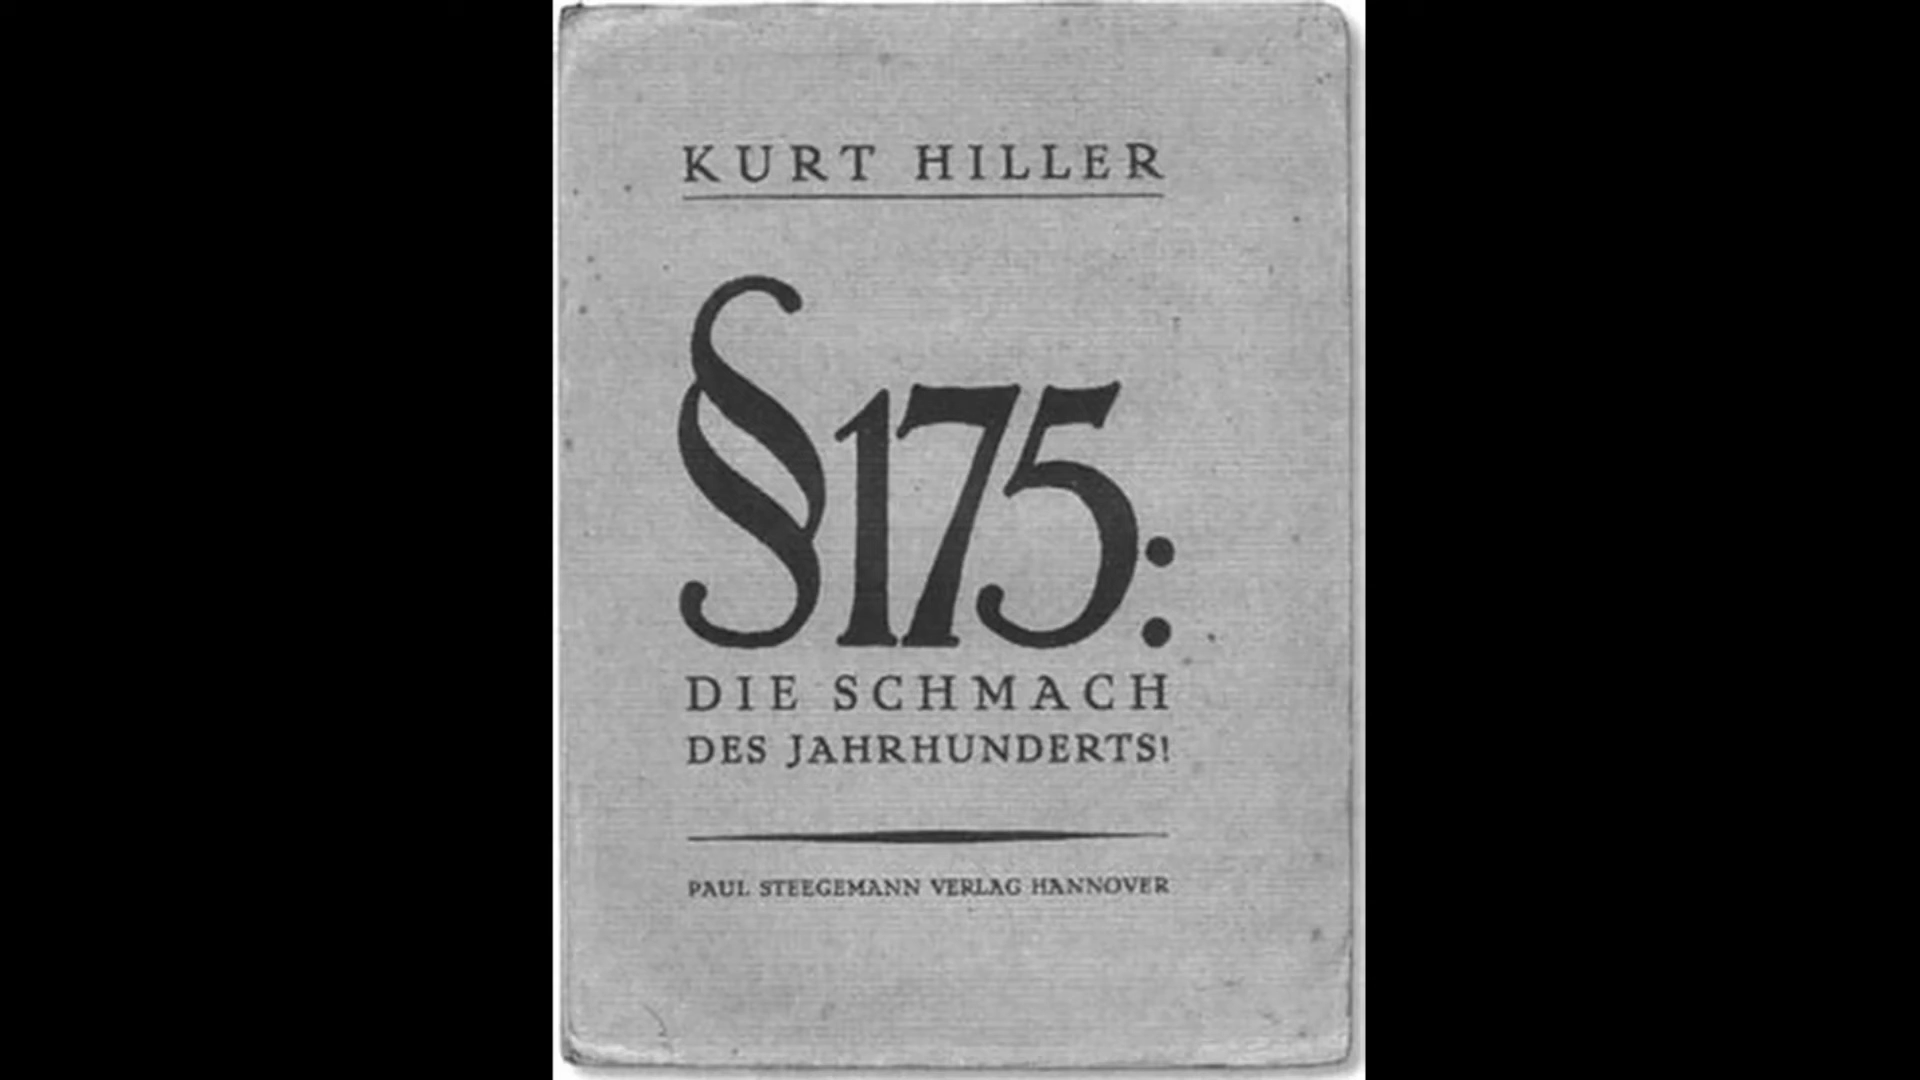 KURT HILLER
§175:
DIE SCHMACH
DES JAHRHUNDERTS!
PAUL STEEGEMANN VERLAG HANNOVER